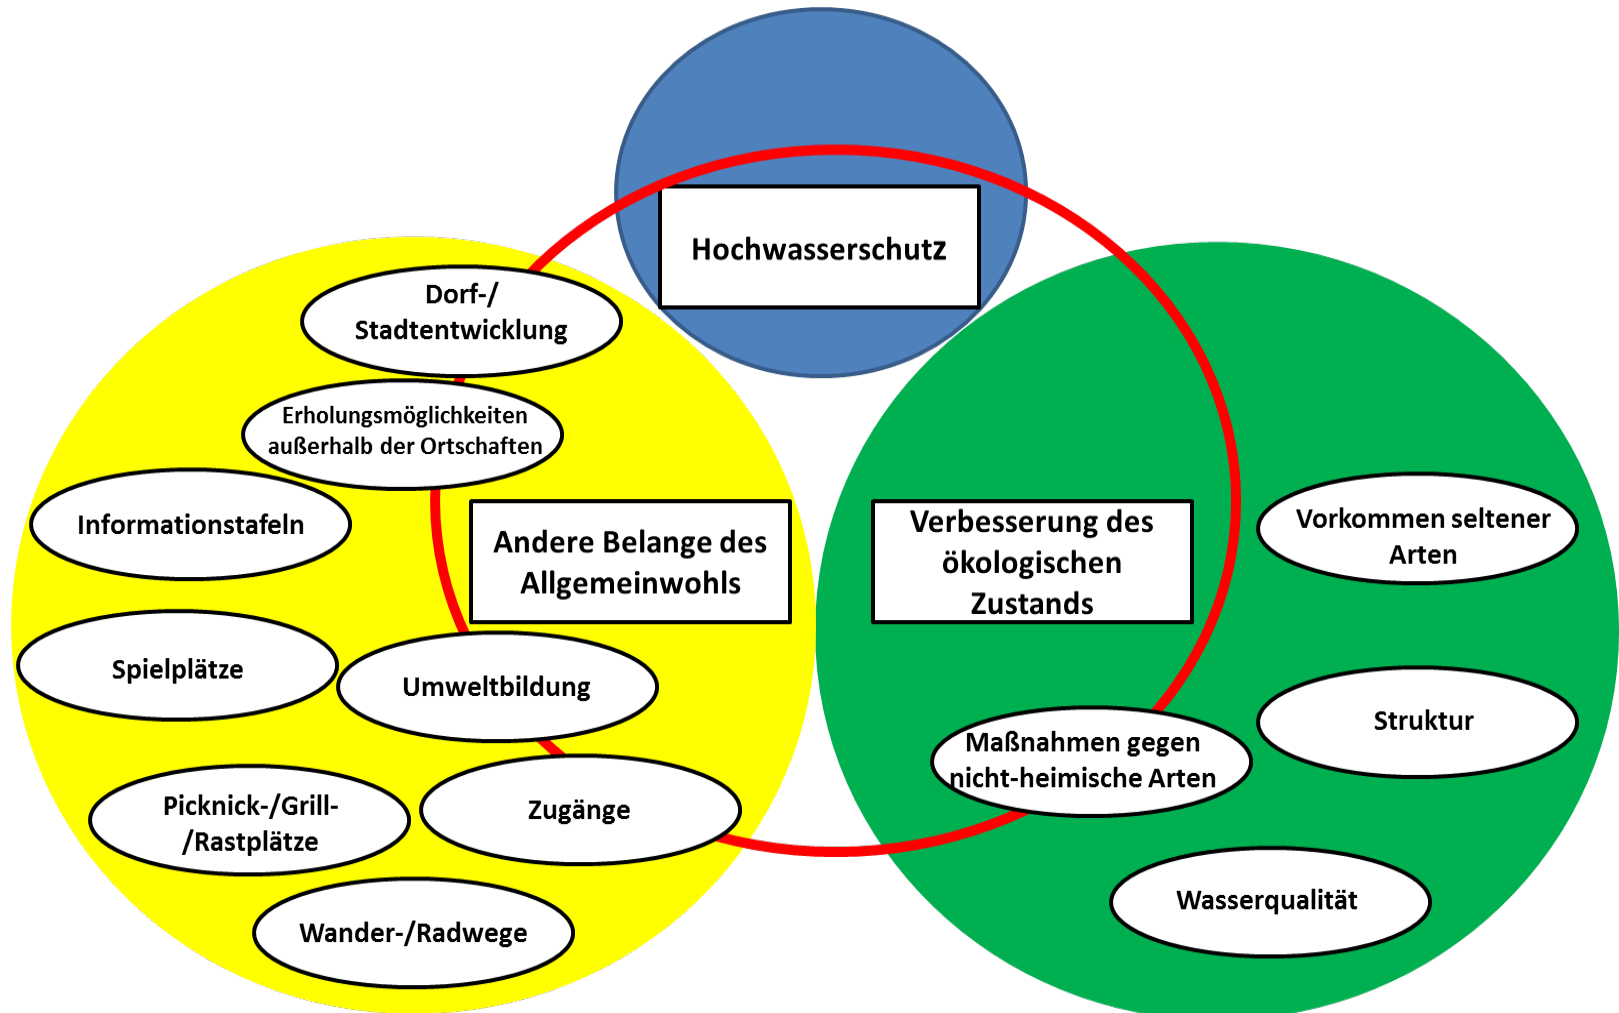 Hochwasserschutz
Dorf-/
Stadtentwicklung
Erholungsmöglichkeiten
außerhalb der Ortschaften
Informationstafeln
Andere Belange des
Allgemeinwohls
Spielplätze
Umweltbildung
Picknick-/Grill-
/Rastplätze
Zugänge
Wander-/Radwege
Verbesserung des
ökologischen
Zustands
Vorkommen seltener
Arten
Struktur
Maßnahmen gegen
nicht-heimische Arten
Wasserqualität